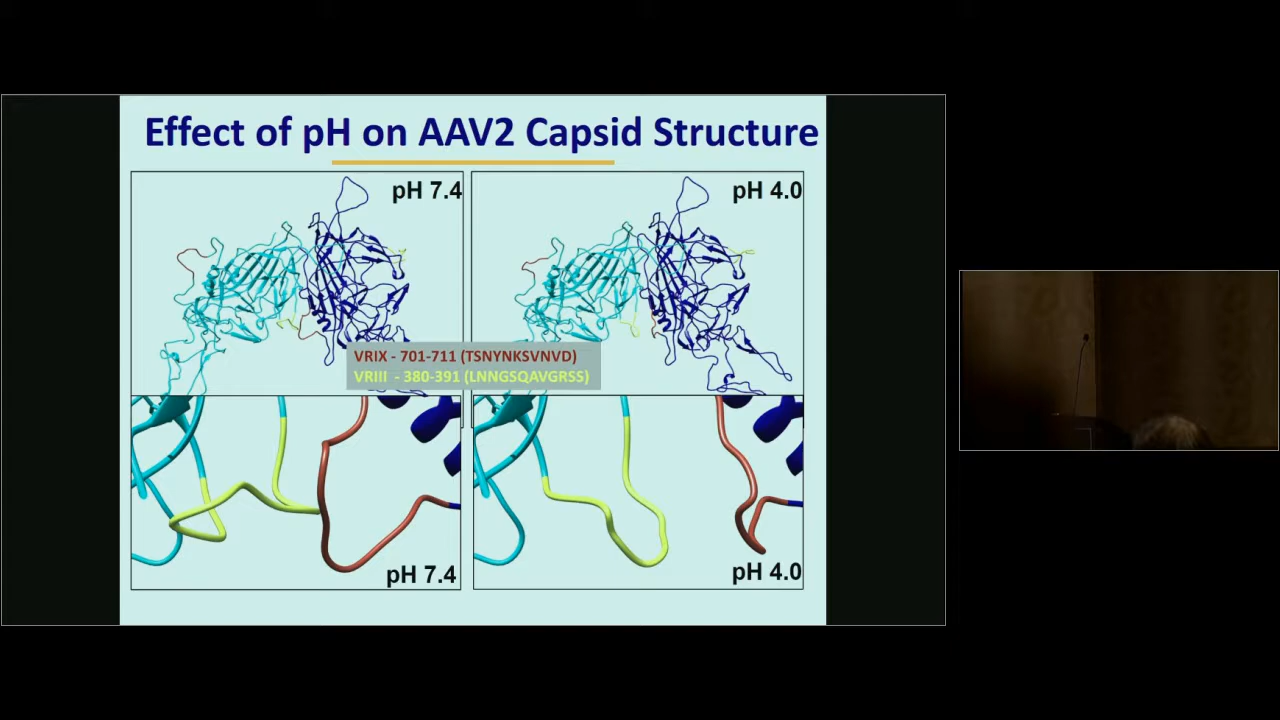 Effect of pH on AAV2 Capsid Structure
pH 7.4
pH 4.0
VRIX - 701-711 (TSNYNKSVNVD)
VRIII - 380-391 (LNNGSQAVGRSS)
pH 7.4
pH 4.0